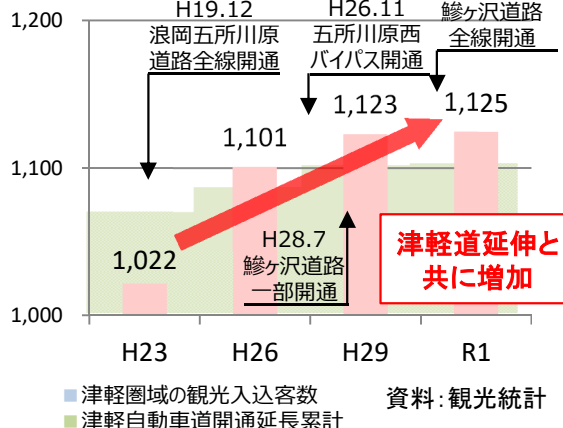 H19.12
浪岡五所川原
道路全線開通
H26.11
五所川原西
バイパス開通
鰺ヶ沢道路
全線開通
1,200
1,100
1,000
1,022
1,101
1,123
1,125
H28.7
鰺ヶ沢道路
一部開通
津軽道延伸と
共に増加
H23
H26
H29
R1
津軽圏域の観光入込客数
津軽自動車道開通延長累計
資料：観光統計